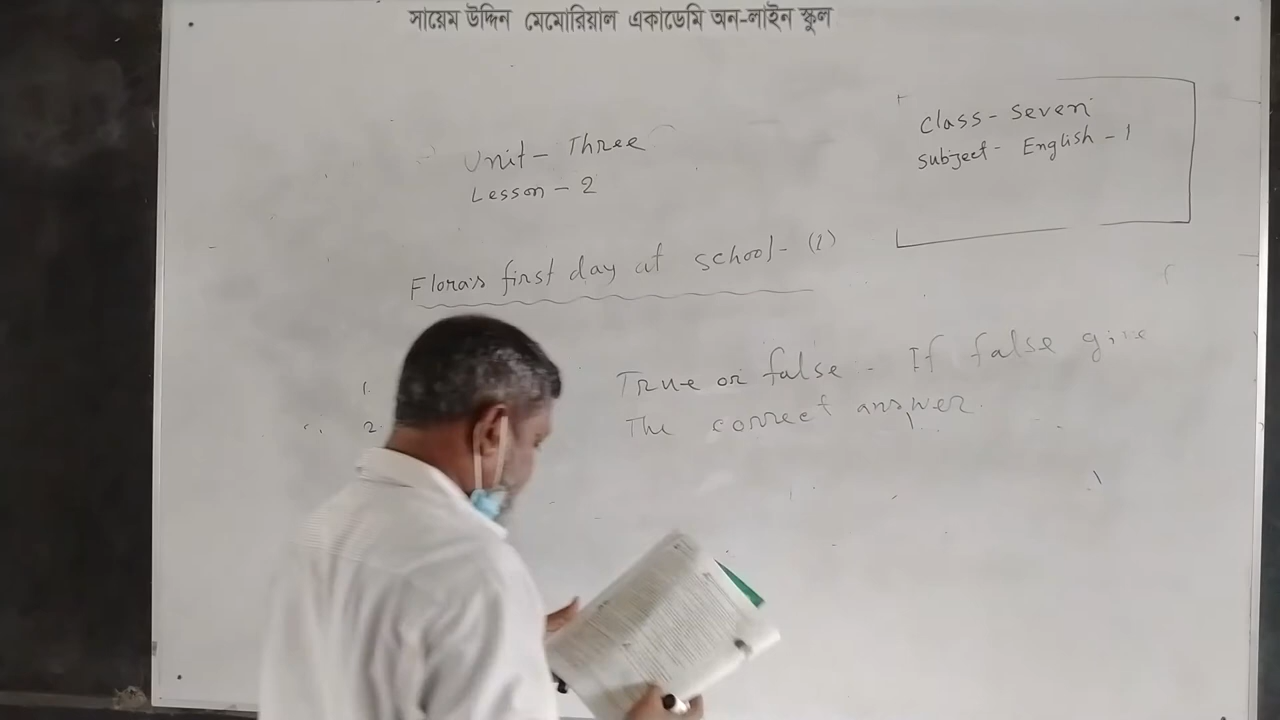 সায়েম উদ্দিন মেমোরিয়াল একাডেমি অন-লাইন স্কুল
Class - Seven
Subject - English - 1
Unit - Three
Lesson - 2
Flora's first day at school - (1)
1.
2.
True or false - If false give
The correct answer.